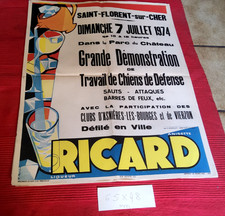 SAINT-FLORENT-sur-CHER
DIMANCHE 7 JUILLET 1974
Dans le Parc du Château
Grande Démonstration
DE
Travail de Chiens de Défense
SAUTS - ATTAQUES
BARRES DE FEUX, etc.
AVEC LA PARTICIPATION DES
CLUBS D'ASNIÈRES-LES-BOURGES et de VIERZON
Défilé en Ville
RICARD
LIQUEUR